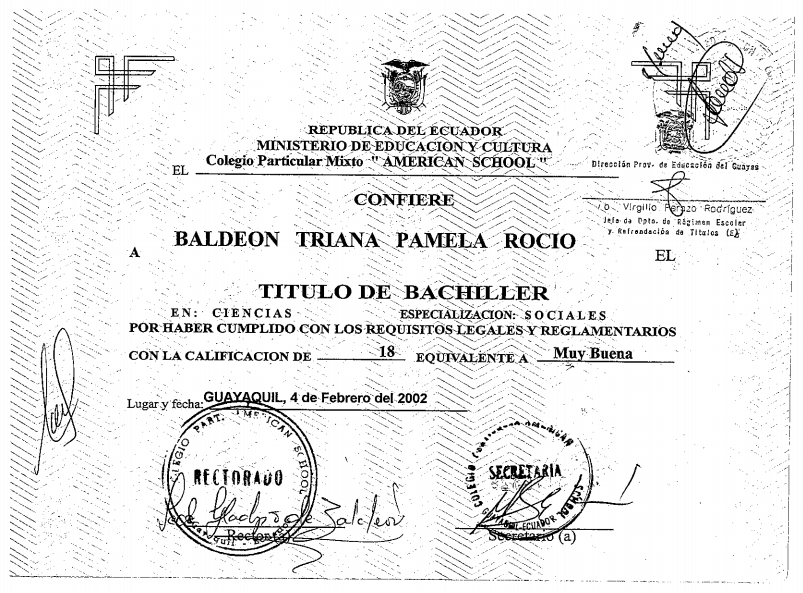 REPUBLICA DEL ECUADOR
MINISTERIO DE EDUCACION Y CULTURA
EL Colegio Particular Mixto " AMERICAN SCHOOL "
Dirección Prov. de Educación del Guayas
CONFIERE
Virgilio Rodríguez
Jefe de Dpto. de Régimen Escolar
y Refrendación de Títulos (E)
A BALDEON TRIANA PAMELA ROCIO EL
TITULO DE BACHILLER
EN: CIENCIAS ESPECIALIZACION: SOCIALES
POR HABER CUMPLIDO CON LOS REQUISITOS LEGALES Y REGLAMENTARIOS
CON LA CALIFICACION DE 18 EQUIVALENTE A Muy Buena
Lugar y fecha: GUAYAQUIL, 4 de Febrero del 2002
COLEGIO PART. AMERICAN SCHOOL
RECTORADO
Rector(a)
COLEGIO AMERICAN SCHOOL
SECRETARIA
GUAYAQUIL-ECUADOR
Secretario (a)